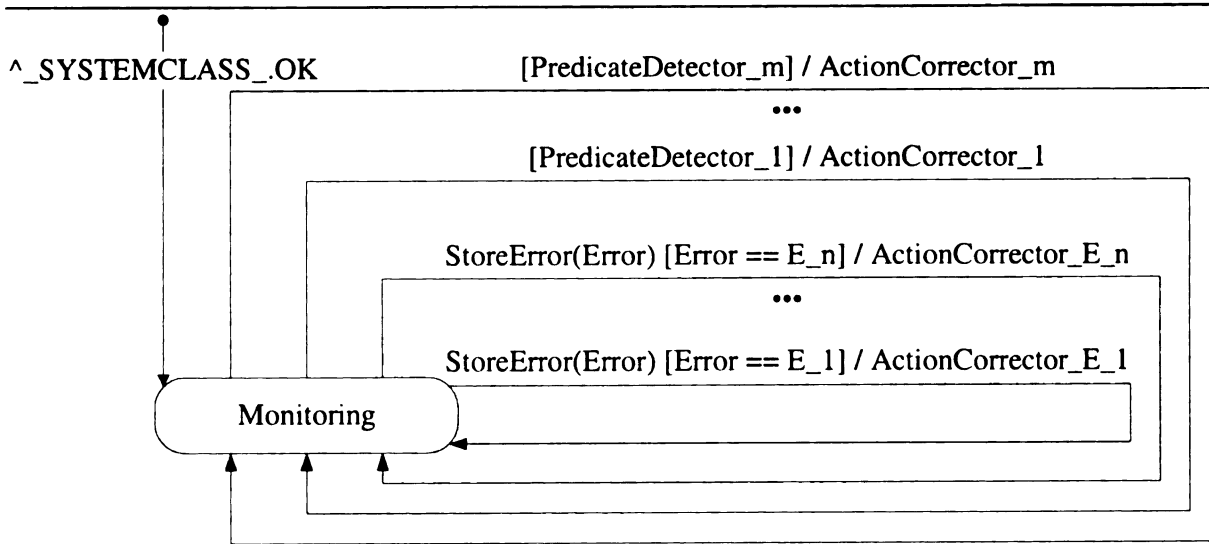 ^_SYSTEMCLASS_.OK
[PredicateDetector_m] / ActionCorrector_m
•••
[PredicateDetector_1] / ActionCorrector_1
StoreError(Error) [Error == E_n] / ActionCorrector_E_n
•••
StoreError(Error) [Error == E_1] / ActionCorrector_E_1
Monitoring